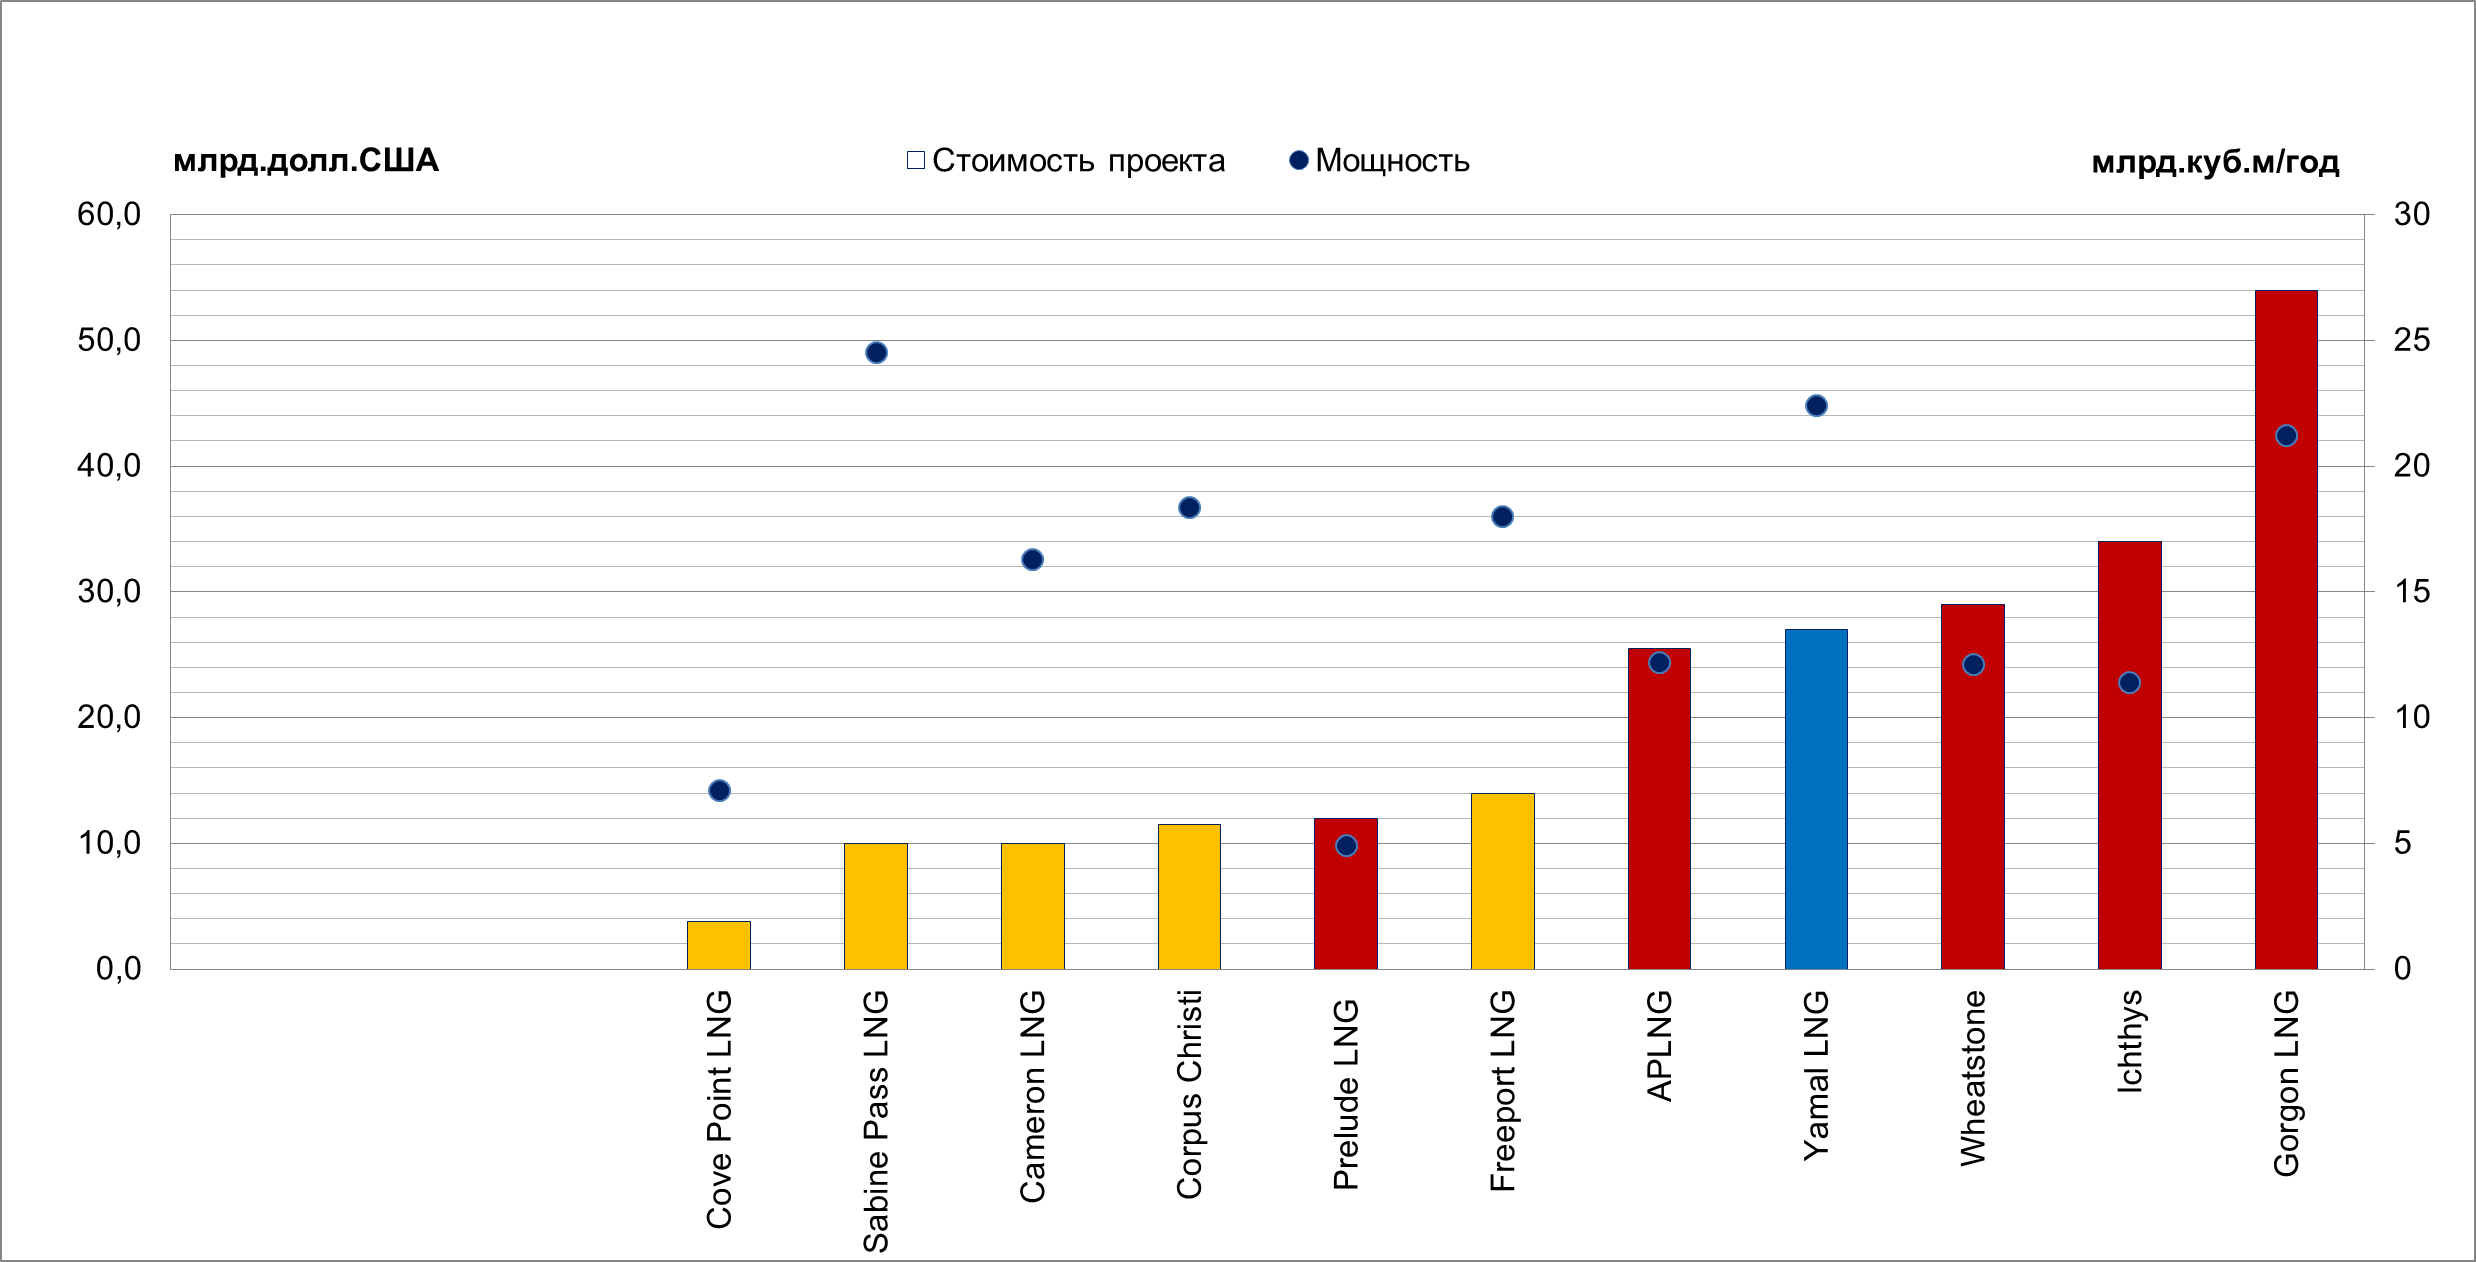 млрд.долл.США
Стоимость проекта
Мощность
млрд.куб.м/год
60,0
50,0
40,0
30,0
20,0
10,0
0,0
30
25
20
15
10
5
0
Cove Point LNG
Sabine Pass LNG
Cameron LNG
Corpus Christi
Prelude LNG
Freeport LNG
APLNG
Yamal LNG
Wheatstone
Ichthys
Gorgon LNG